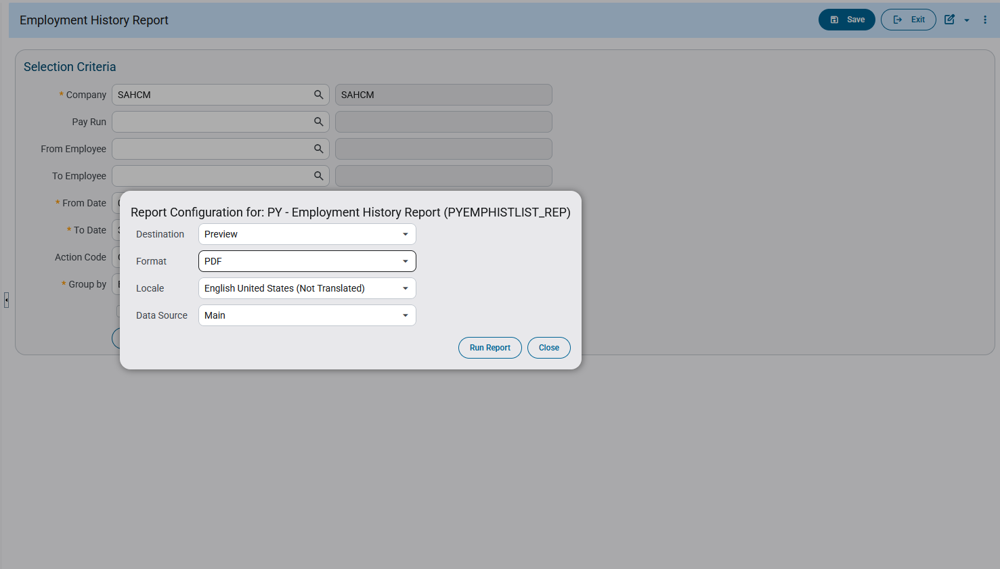 Employment History Report
Save
Exit
Selection Criteria
* Company SAHCM SAHCM
Pay Run
From Employee
To Employee
* From Date
* To Date
Action Code
* Group by
Report Configuration for: PY - Employment History Report (PYEMPHISTLIST_REP)
Destination Preview
Format PDF
Locale English United States (Not Translated)
Data Source Main
Run Report Close